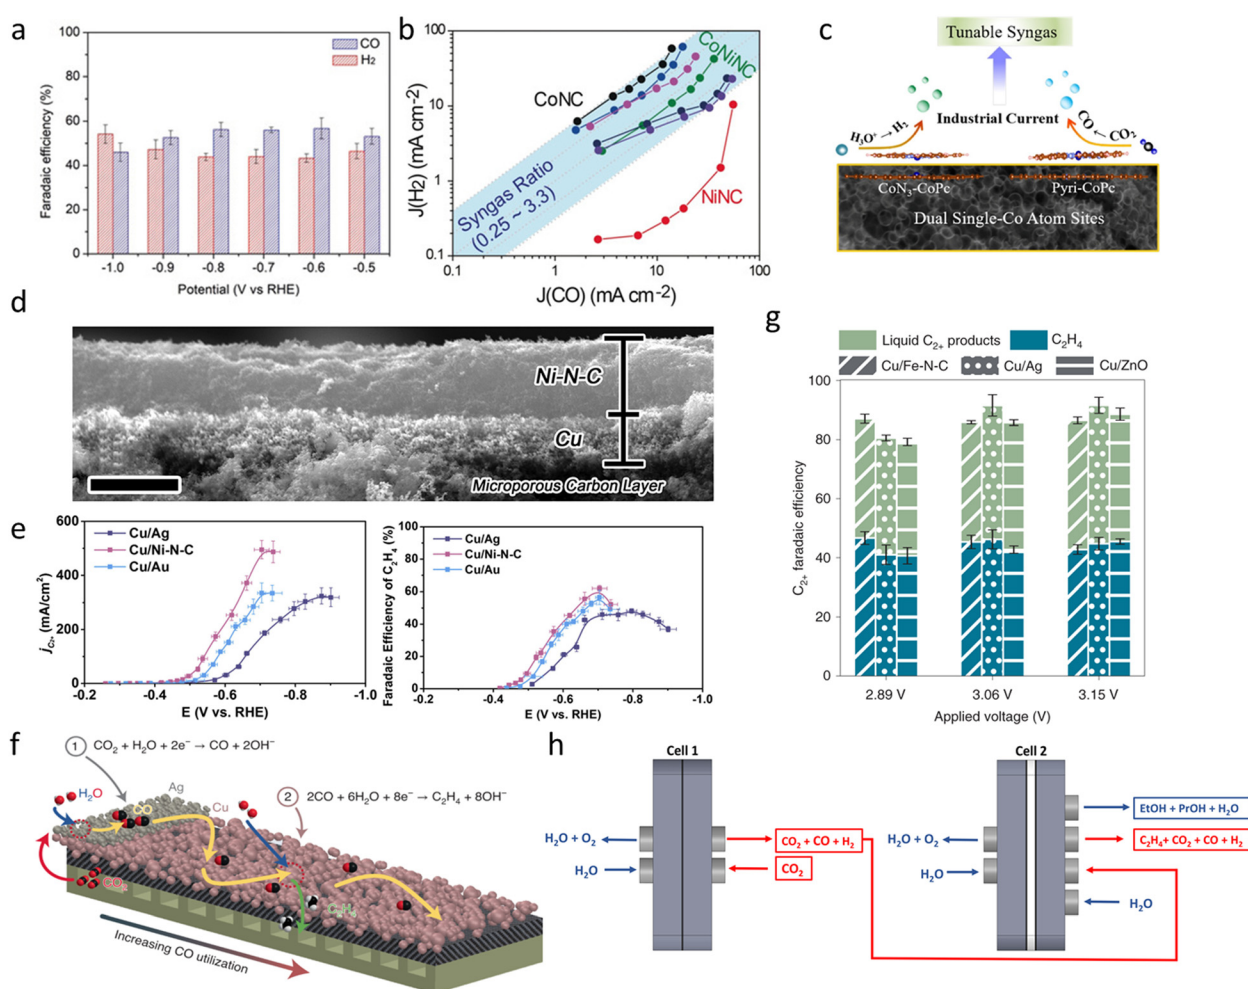 a
100
80
60
40
20
0
Faradaic efficiency (%)
CO
H₂
-1.0 -0.9 -0.8 -0.7 -0.6 -0.5
Potential (V vs RHE)
b
100
10
1
0.1
J(H2) (mA cm-2)
CoNC
CoNiNC
NiNC
Syngas Ratio
(0.25 ~ 3.3)
0.1 1 10 100
J(CO) (mA cm-2)
c
Tunable Syngas
Industrial Current
H₃O⁺ → H₂
CO ← CO₂
CoN₃-CoPc
Pyri-CoPc
Dual Single-Co Atom Sites
d
Ni-N-C
Cu
Microporous Carbon Layer
e
600
400
200
0
j C₂₊ (mA/cm²)
Cu/Ag
Cu/Ni-N-C
Cu/Au
-0.2 -0.4 -0.6 -0.8 -1.0
E (V vs. RHE)
100
80
60
40
20
0
Faradaic Efficiency of C₂H₄ (%)
Cu/Ag
Cu/Ni-N-C
Cu/Au
-0.2 -0.4 -0.6 -0.8 -1.0
E (V vs. RHE)
f
1 CO₂ + H₂O + 2e⁻ → CO + 2OH⁻
2 2CO + 6H₂O + 8e⁻ → C₂H₄ + 8OH⁻
H₂O
Ag
CO
Cu
CO₂
C₂H₄
Increasing CO utilization
g
Liquid C₂₊ products
C₂H₄
Cu/Fe-N-C
Cu/Ag
Cu/ZnO
100
80
60
40
20
0
C₂₊ faradaic efficiency
2.89 V 3.06 V 3.15 V
Applied voltage (V)
h
Cell 1
H₂O + O₂
H₂O
CO₂ + CO + H₂
CO₂
Cell 2
H₂O + O₂
H₂O
EtOH + PrOH + H₂O
C₂H₄+ CO₂ + CO + H₂
H₂O